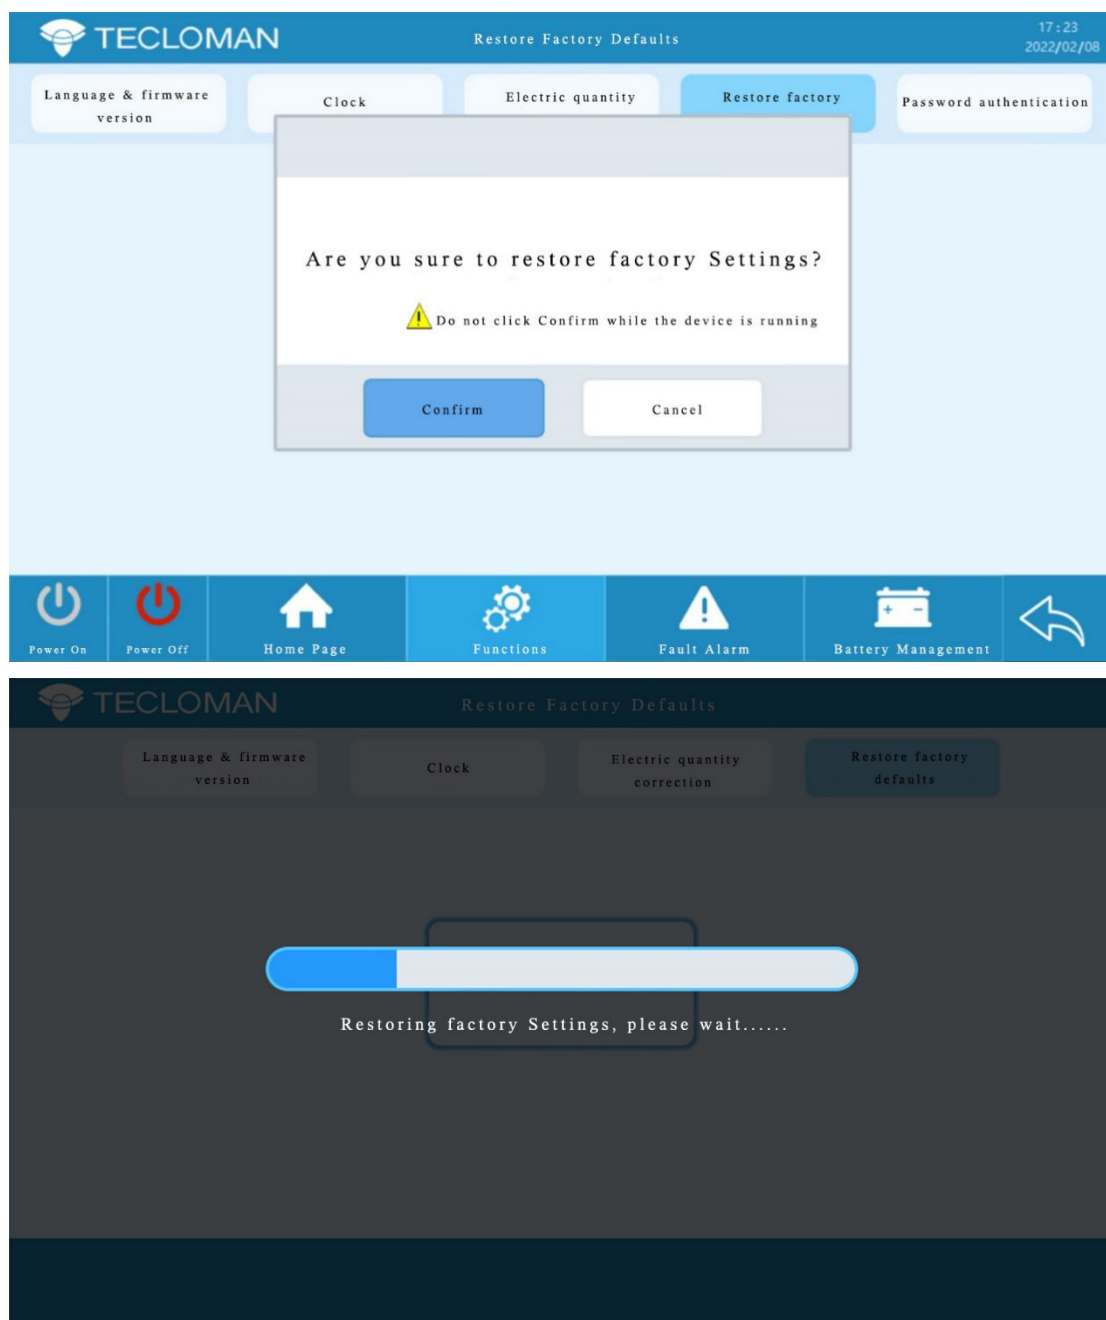 TECLOMAN
Restore Factory Defaults
17:23
2022/02/08
Language & firmware
version
Clock
Electric quantity
Restore factory
Password authentication
Are you sure to restore factory Settings?
Do not click Confirm while the device is running
Confirm
Cancel
Power On
Power Off
Home Page
Functions
Fault Alarm
Battery Management
TECLOMAN
Restore Factory Defaults
Language & firmware
version
Clock
Electric quantity
correction
Restore factory
defaults
Restoring factory Settings, please wait......